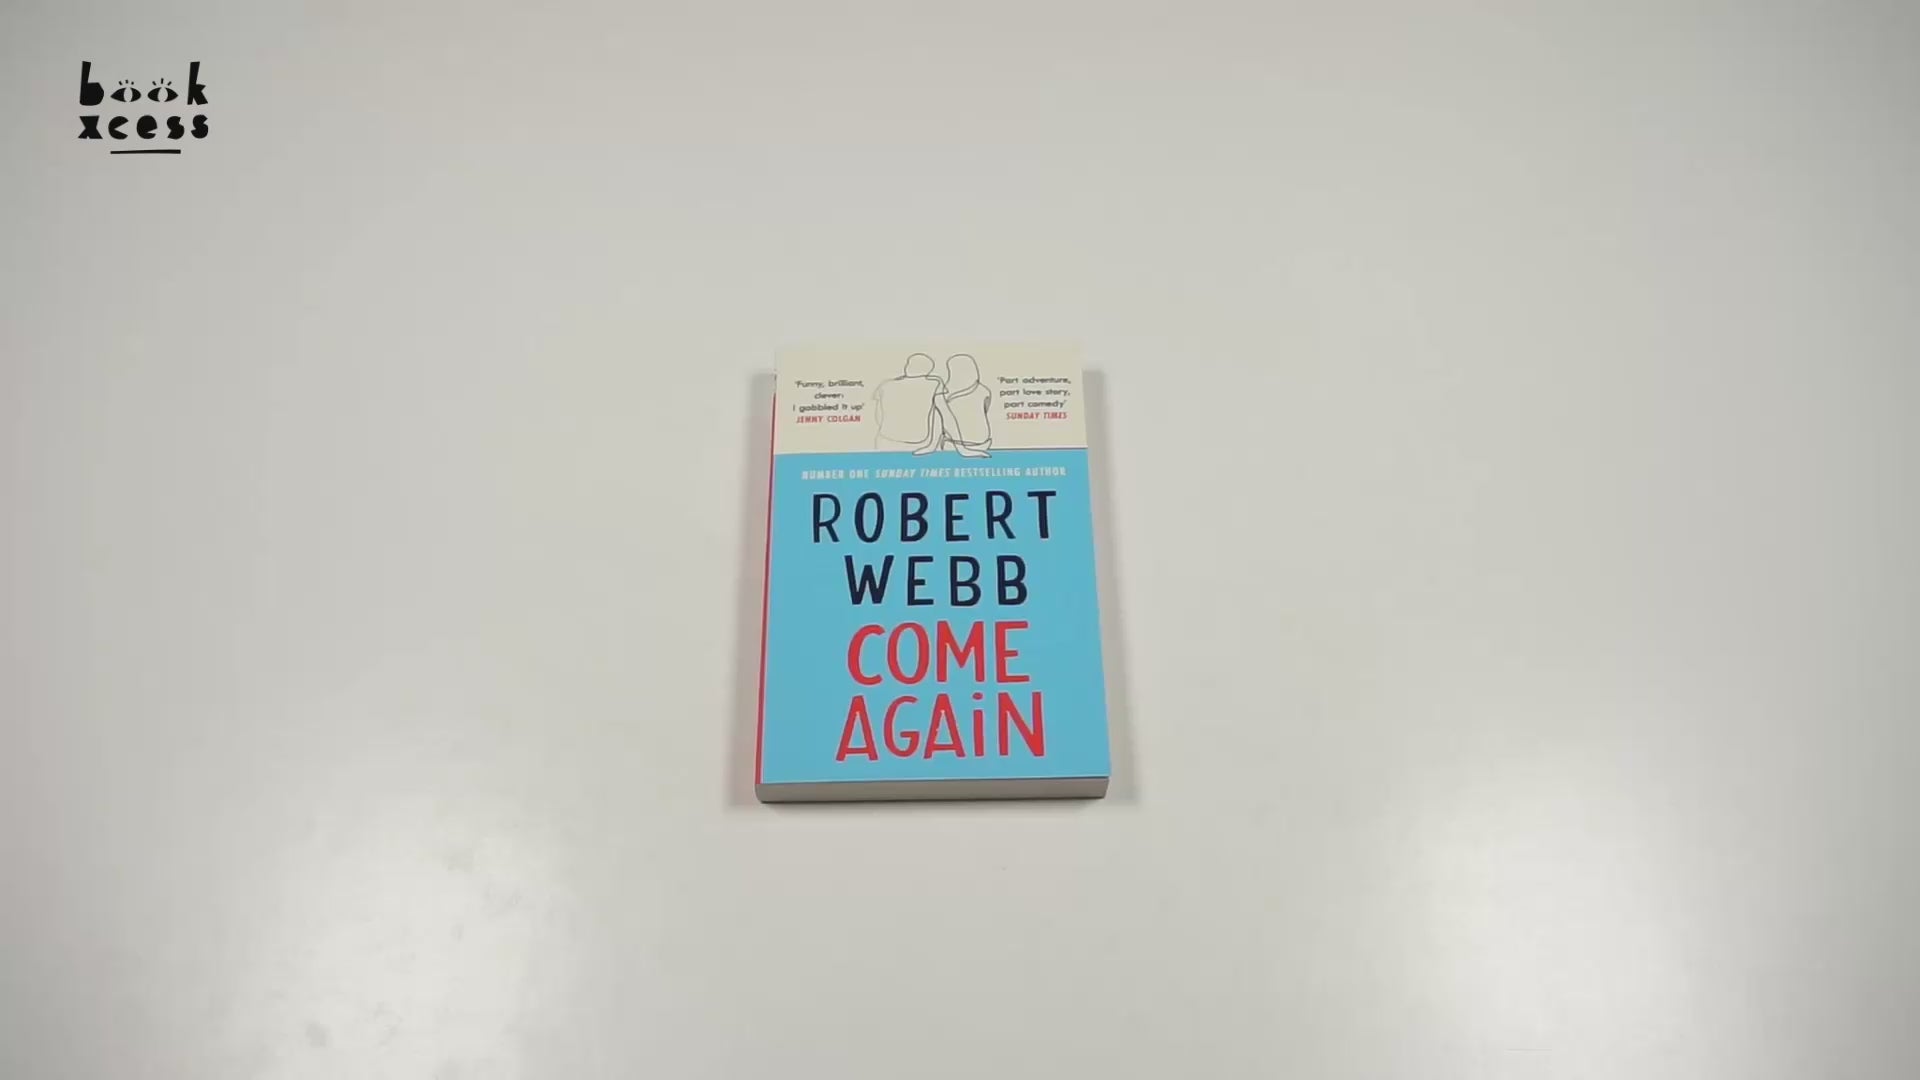 book
xcess
'Funny, brilliant,
clever:
I gobbled it up'
JENNY COLGAN
'Part adventure,
part love story,
part comedy'
SUNDAY TIMES
NUMBER ONE SUNDAY TIMES BESTSELLING AUTHOR
ROBERT
WEBB
COME
AGAiN